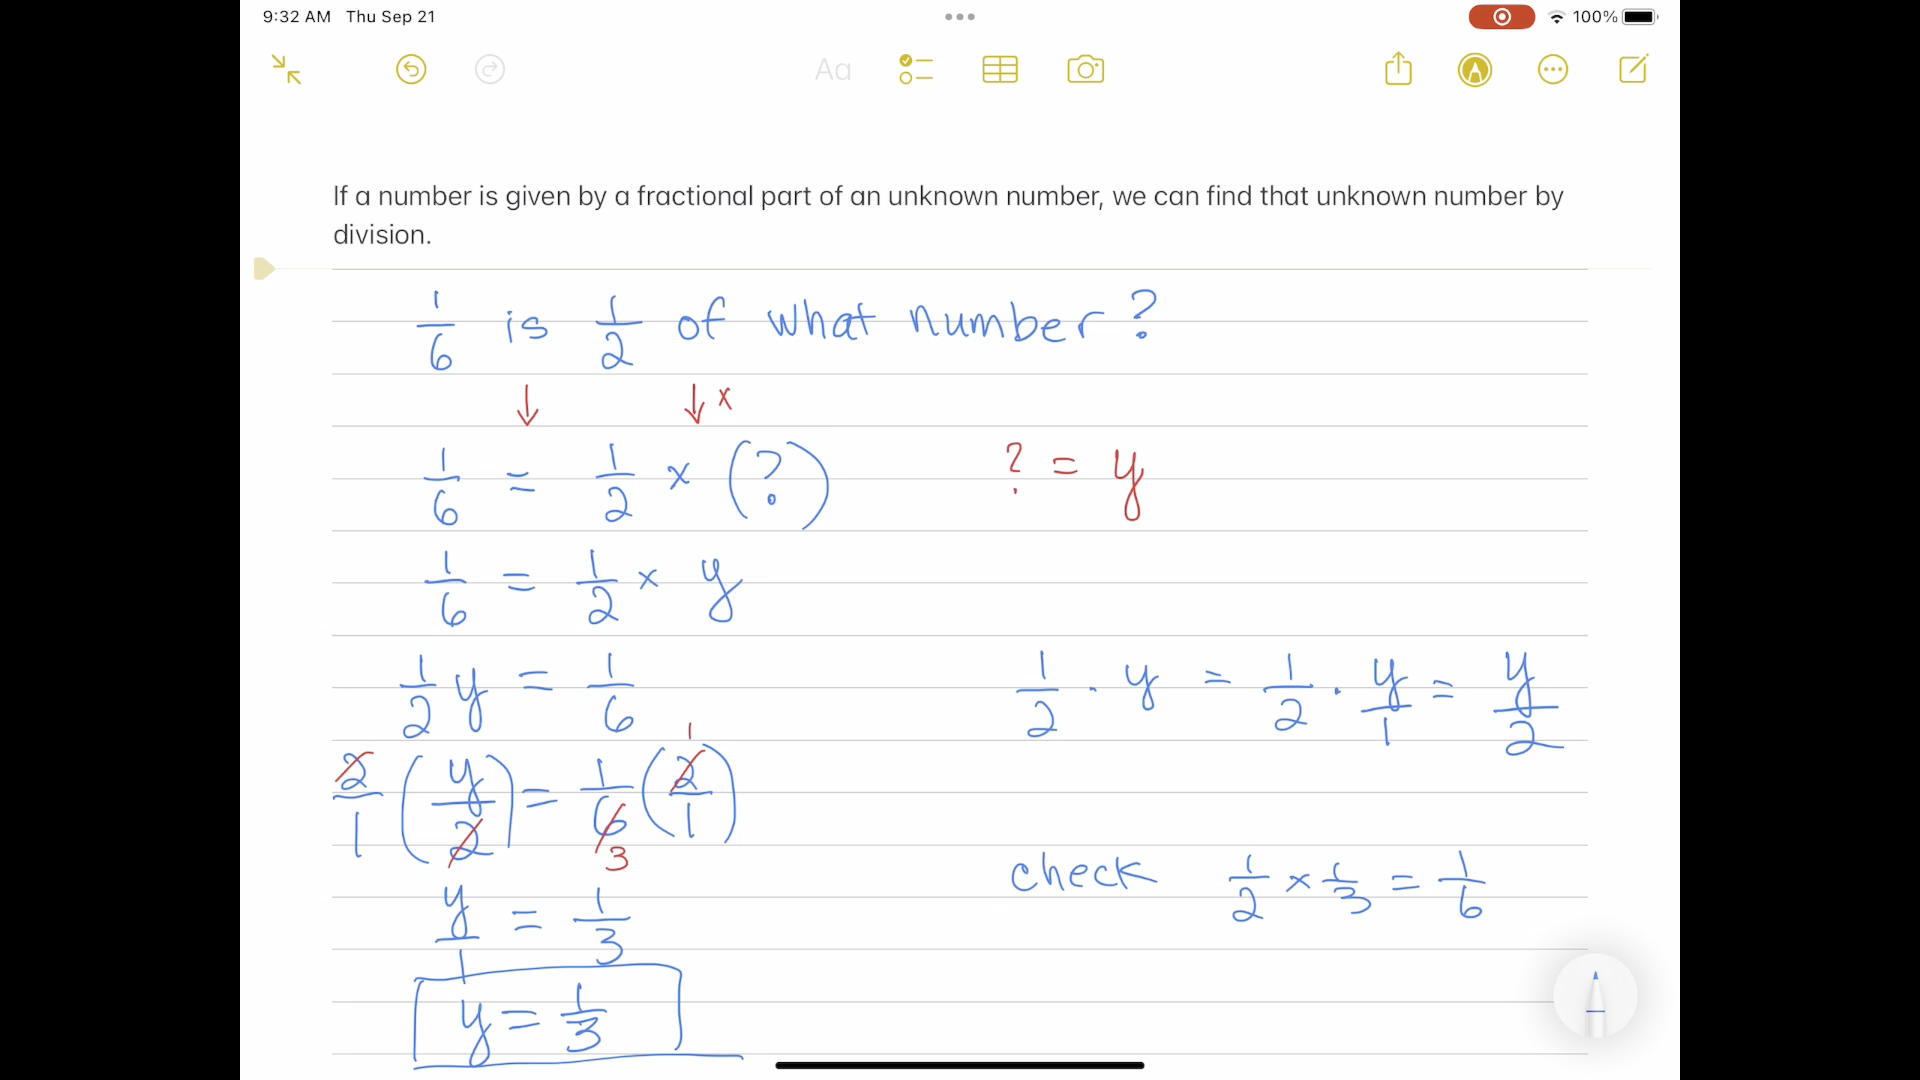 9:32 AM Thu Sep 21 100%
Aa
If a number is given by a fractional part of an unknown number, we can find that unknown number by
division.
1/6 is 1/2 of what number?
↓ ↓ x
1/6 = 1/2 x (?) ? = y
1/6 = 1/2 x y
1/2 y = 1/6 1/2 · y = 1/2 · y/1 = y/2
2/1 (y/2) = 1/6 (2/1) 1 3
check 1/2 x 1/3 = 1/6
y/1 = 1/3
y = 1/3